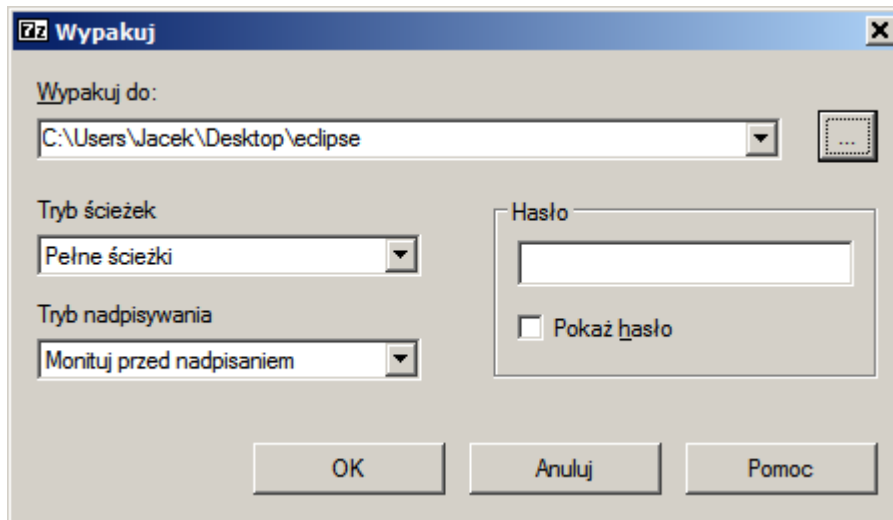 7z Wypakuj
Wypakuj do:
C:\Users\Jacek\Desktop\eclipse
...
Tryb ścieżek
Pełne ścieżki
Hasło
Tryb nadpisywania
Monituj przed nadpisaniem
Pokaż hasło
OK Anuluj Pomoc